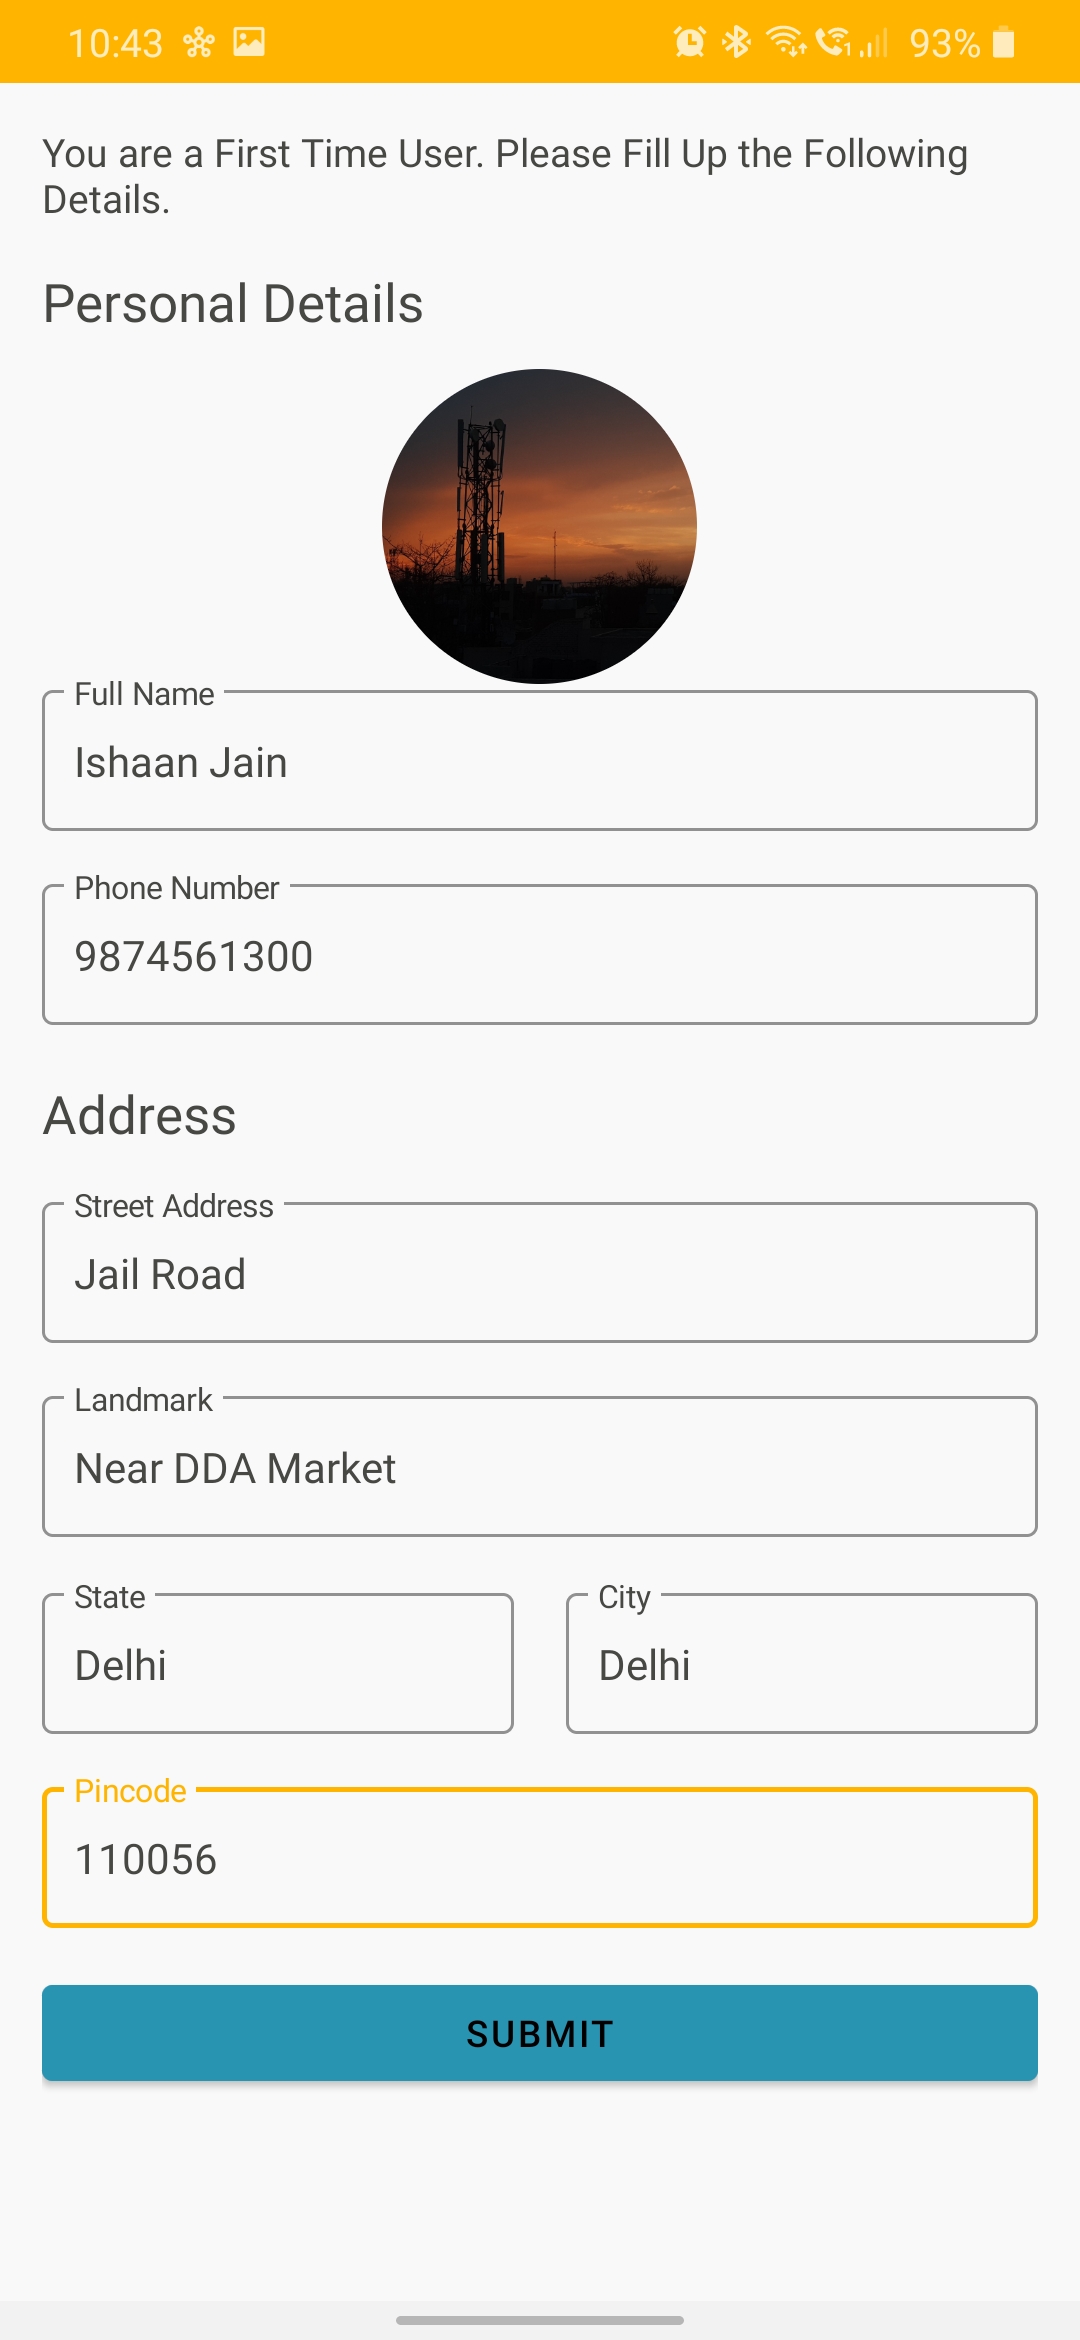 10:43 93%
You are a First Time User. Please Fill Up the Following
Details.
Personal Details
Full Name
Ishaan Jain
Phone Number
9874561300
Address
Street Address
Jail Road
Landmark
Near DDA Market
State
Delhi
City
Delhi
Pincode
110056
SUBMIT